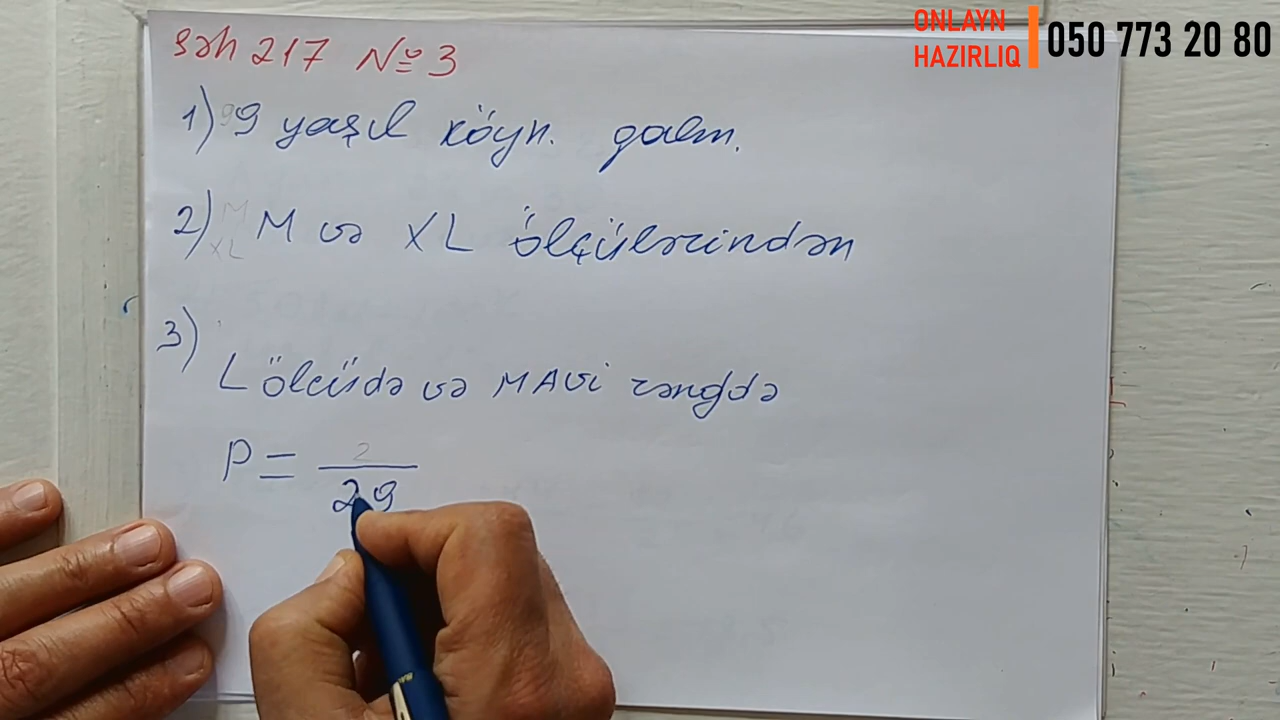 ONLAYN
HAZIRLIQ 050 773 20 80
səh 217 № 3
1) 9 yaşıl köyn. qalm.
2) M və XL ölçülərindən
3)
L ölçüdə və MAVi rəngdə
P = 2
29